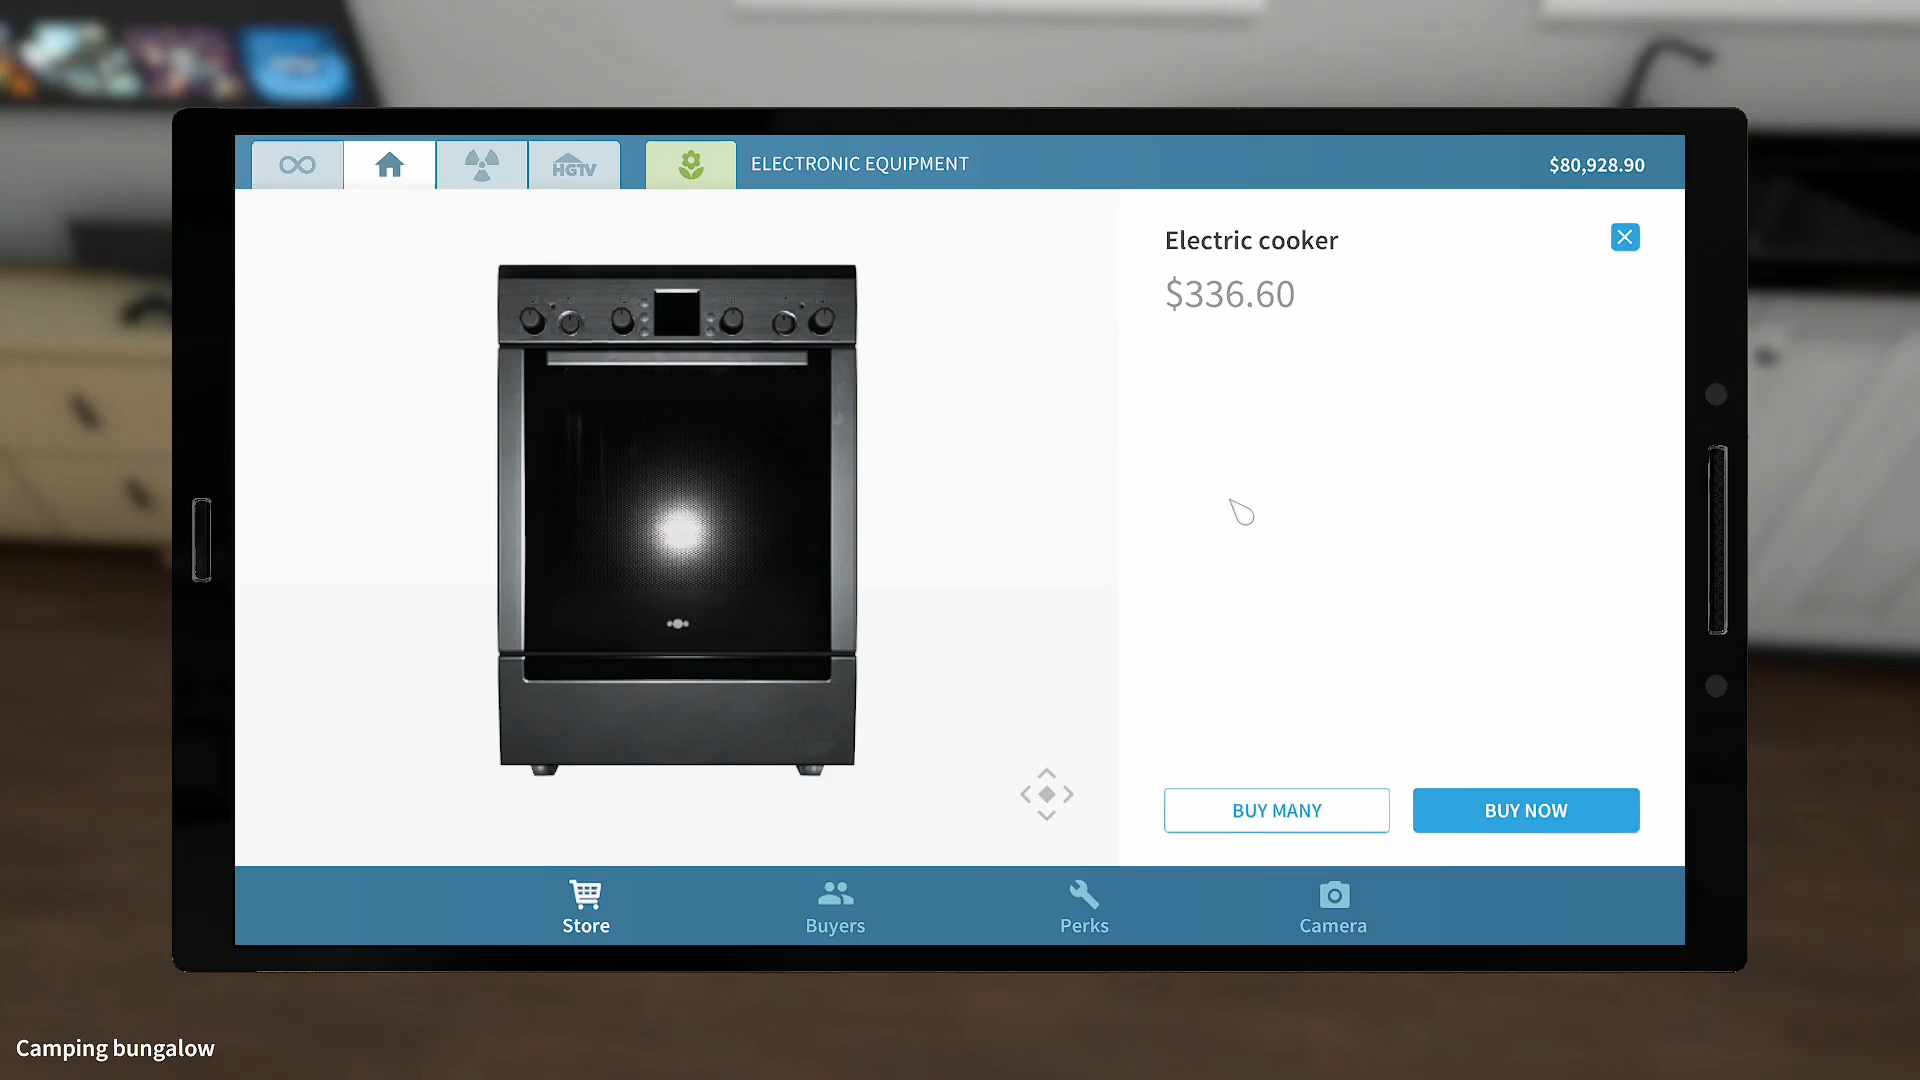 HGTV
ELECTRONIC EQUIPMENT
$80,928.90
Electric cooker
$336.60
BUY MANY
BUY NOW
Store
Buyers
Perks
Camera
Camping bungalow